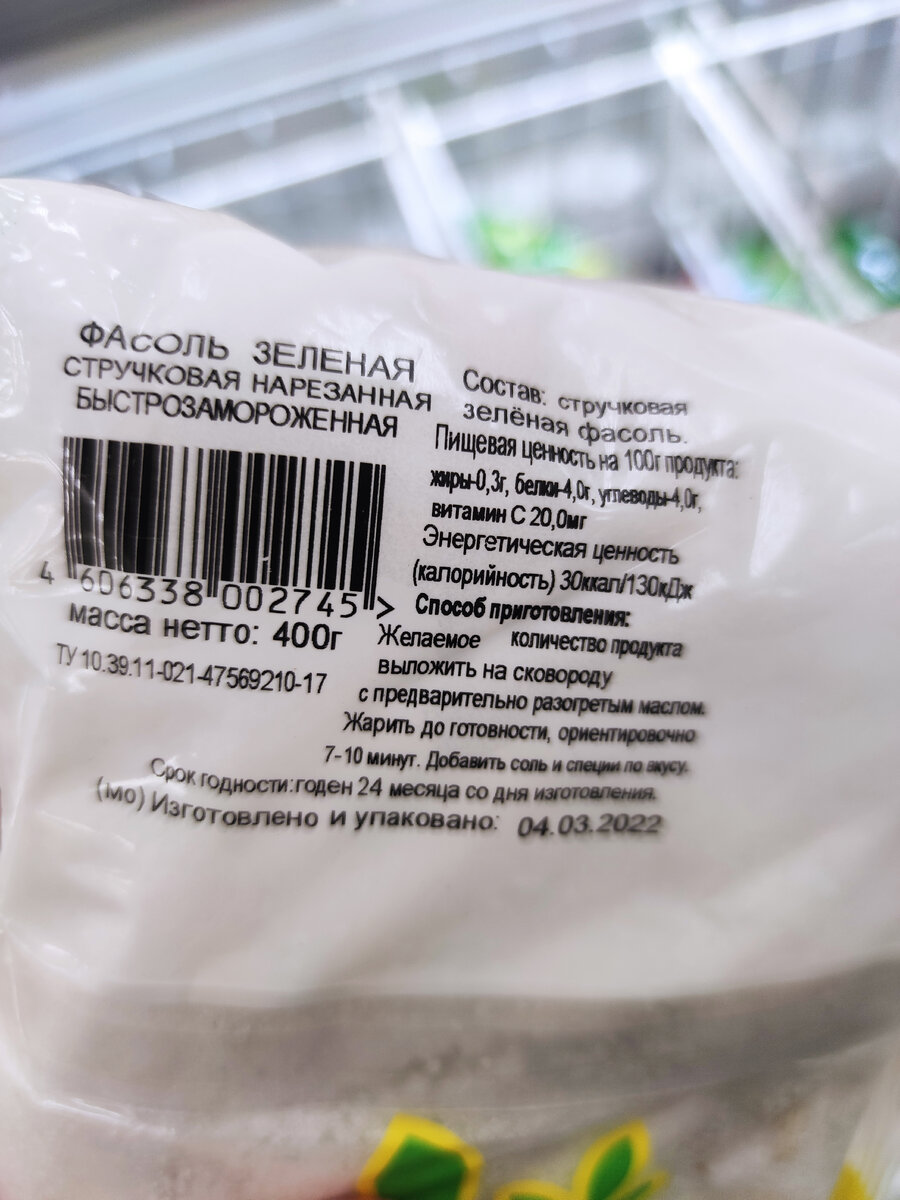 ФАСОЛЬ ЗЕЛЕНАЯ
СТРУЧКОВАЯ НАРЕЗАННАЯ
БЫСТРОЗАМОРОЖЕННАЯ
4 606338 002745 >
масса нетто: 400г
ТУ 10.39.11-021-47569210-17
Состав: стручковая
зелёная фасоль.
Пищевая ценность на 100г продукта:
жиры-0,3г, белки-4,0г, углеводы-4,0г,
витамин С 20,0мг
Энергетическая ценность
(калорийность) 30ккал/130кДж
Способ приготовления:
Желаемое количество продукта
выложить на сковороду
с предварительно разогретым маслом.
Жарить до готовности, ориентировочно
7-10 минут. Добавить соль и специи по вкусу.
Срок годности:годен 24 месяца со дня изготовления.
(мо) Изготовлено и упаковано: 04.03.2022